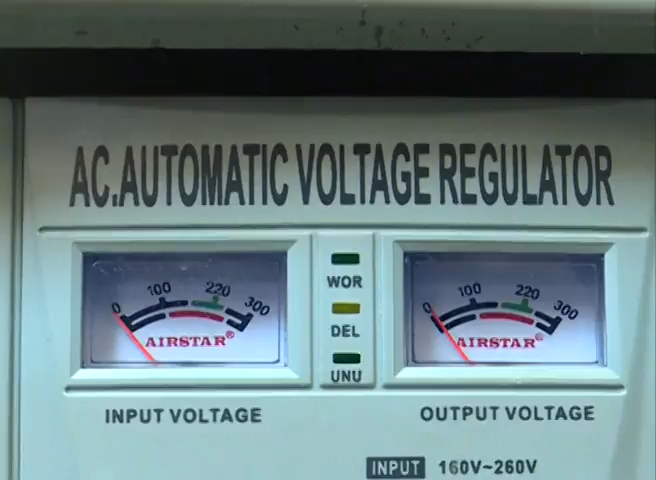 AC.AUTOMATIC VOLTAGE REGULATOR
0 100 220 300
AIRSTAR®
WOR
DEL
UNU
0 100 220 300
AIRSTAR®
INPUT VOLTAGE
OUTPUT VOLTAGE
INPUT 160V~260V